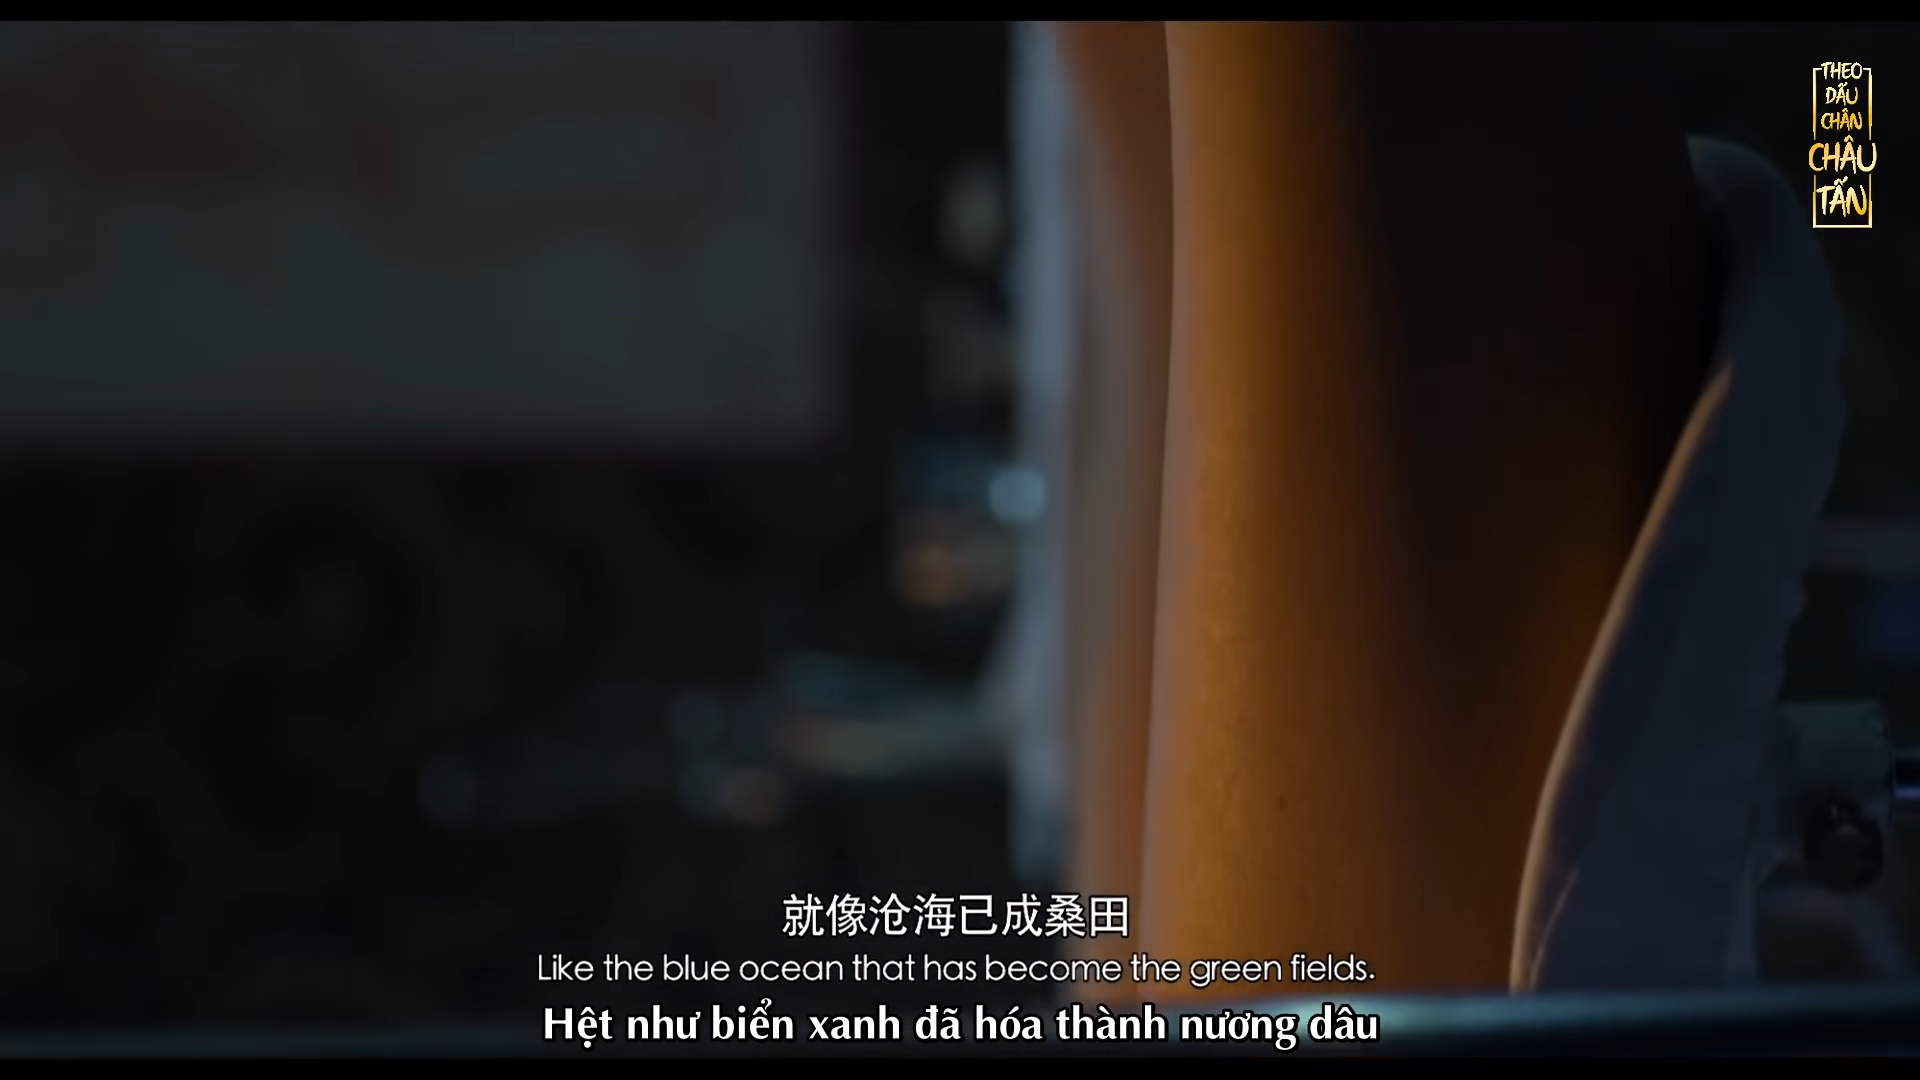 THEO
DẤU
CHÂN
CHÂU
TẤN
就像沧海已成桑田
Like the blue ocean that has become the green fields.
Hệt như biển xanh đã hóa thành nương dâu